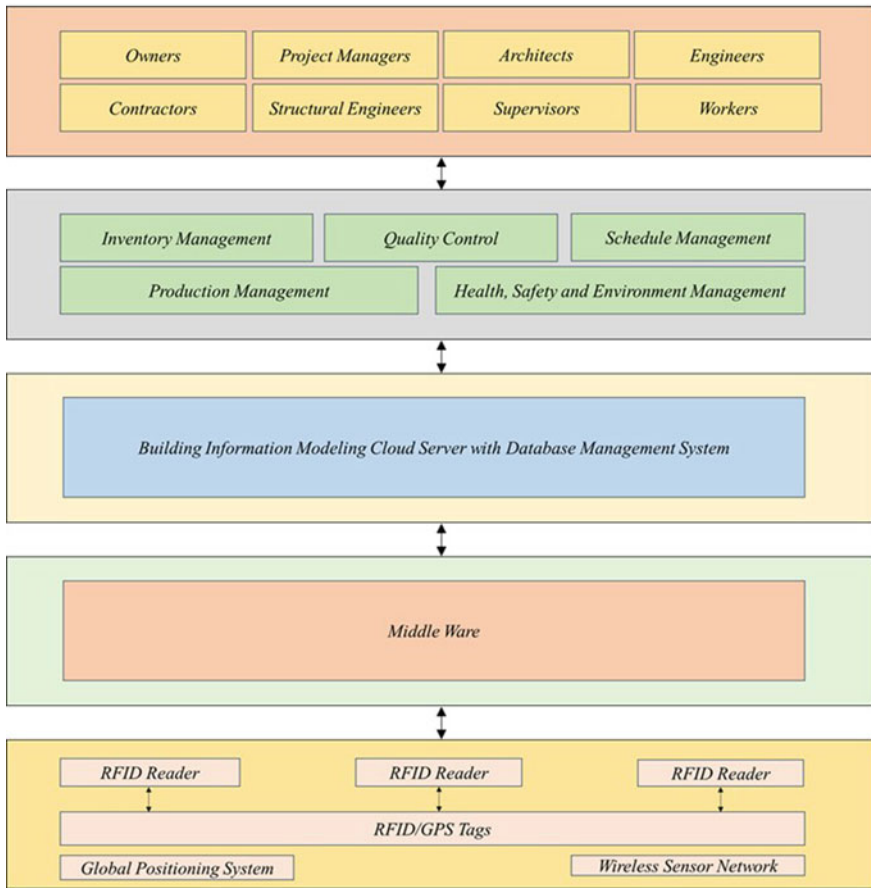 Owners
Project Managers
Architects
Engineers
Contractors
Structural Engineers
Supervisors
Workers
Inventory Management
Quality Control
Schedule Management
Production Management
Health, Safety and Environment Management
Building Information Modeling Cloud Server with Database Management System
Middle Ware
RFID Reader
RFID Reader
RFID Reader
RFID/GPS Tags
Global Positioning System
Wireless Sensor Network